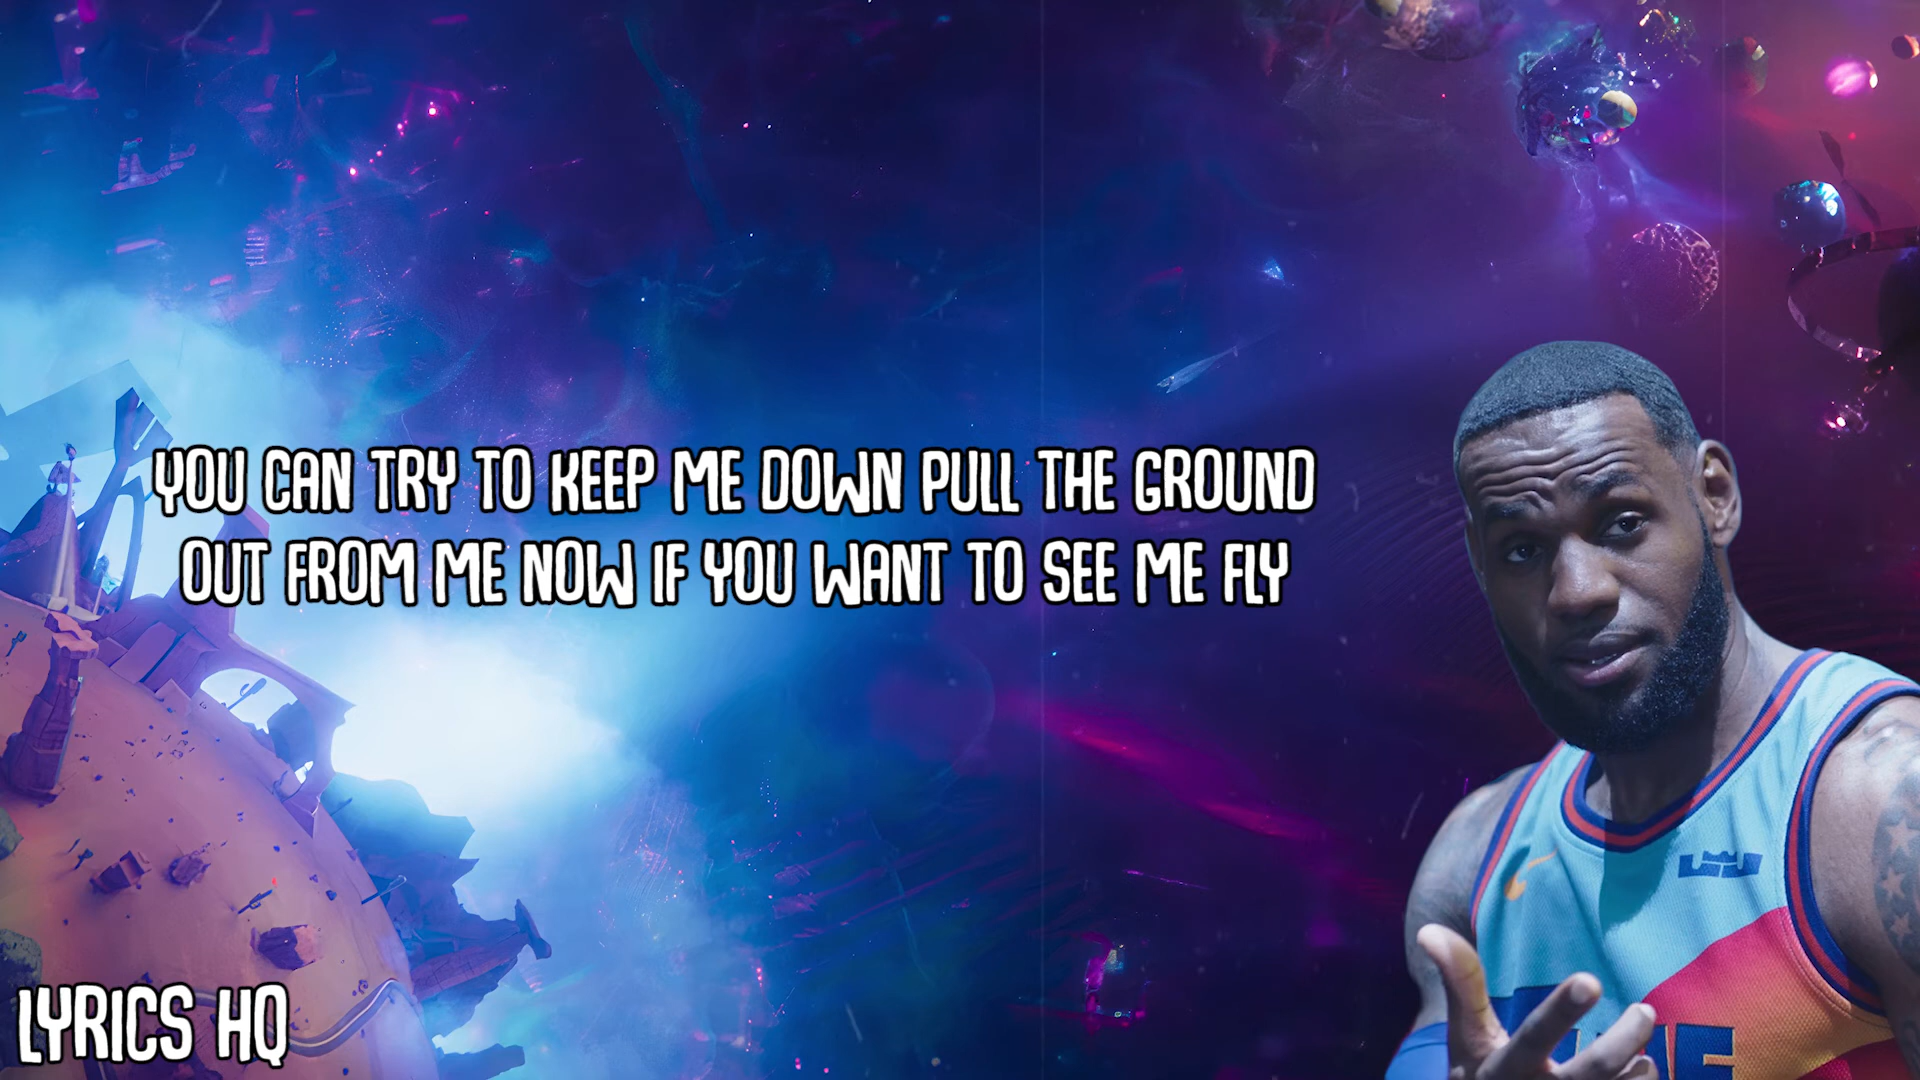 YOU CAN TRY TO KEEP ME DOWN PULL THE GROUND
OUT FROM ME NOW IF YOU WANT TO SEE ME FLY
LYRICS HQ